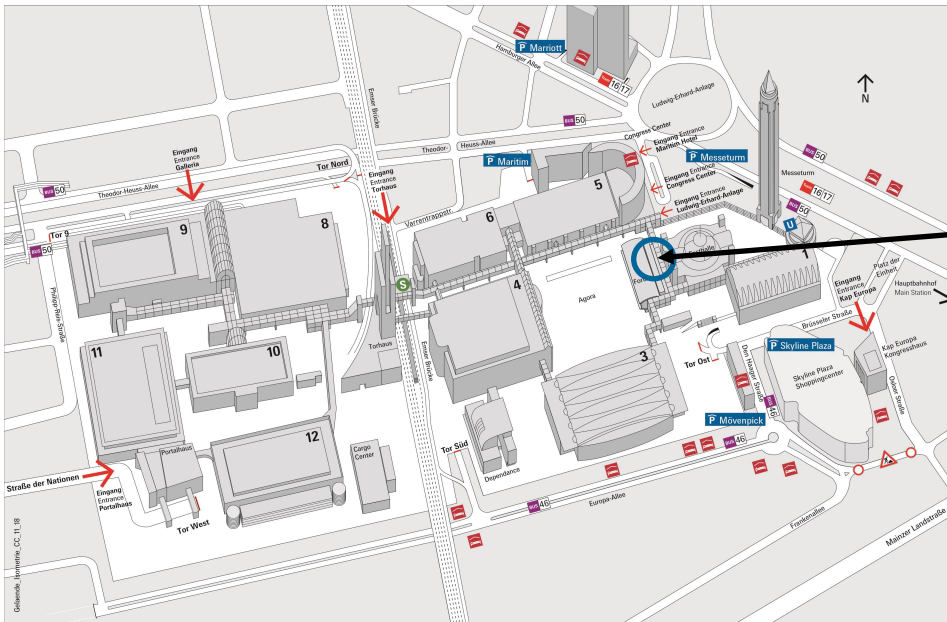 P Marriott
Hamburger Allee
Tram 16 17
Ludwig-Erhard-Anlage
N
Emser Brücke
BUS 50
Congress Center
Eingang Entrance
Maritim Hotel
Theodor-
Heuss-Allee
P Maritim
P Messeturm
Eingang
Entrance
Galleria
Tor Nord
Eingang
Entrance
Torhaus
Eingang Entrance
Congress Center
BUS 50
Messeturm
BUS 50
Theodor-Heuss-Allee
5
Eingang Entrance
Ludwig-Erhard-Anlage
Tram 16 17
BUS 50
Varrentrappstr.
6
8
9
BUS 50
U
1
Platz der
Einheit
Eingang
Entrance
Kap Europa
Hauptbahnhof
Main Station
S
4
Agora
Philipp-Reis-Straße
Brüsseler Straße
11
10
Torhaus
Emser Brücke
3
Tor Ost
P Skyline Plaza
Kap Europa
Kongresshaus
Den Haager Straße
Skyline Plaza
Shoppingcenter
Osloer Straße
BUS 46
P Mövenpick
12
Portalhaus
Cargo
Center
Tor Süd
BUS 46
Dependance
Straße der Nationen
Eingang
Entrance
Portalhaus
Tor West
BUS 46
Europa-Allee
Frankenallee
Mainzer Landstraße
Gelaende_Isometrie_CC_11_18